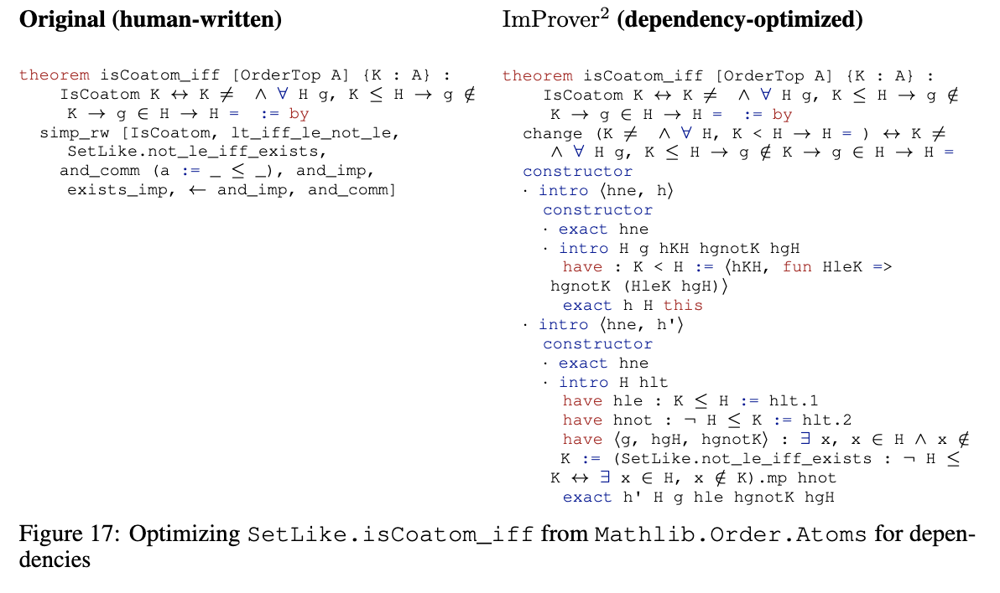 Original (human-written)
theorem isCoatom_iff [OrderTop A] {K : A} :
IsCoatom K ↔ K ≠   ∧ ∀ H g, K ≤ H → g ∉
K → g ∈ H → H =   := by
simp_rw [IsCoatom, lt_iff_le_not_le,
SetLike.not_le_iff_exists,
and_comm (a := _ ≤ _), and_imp,
exists_imp, ← and_imp, and_comm]
ImProver² (dependency-optimized)
theorem isCoatom_iff [OrderTop A] {K : A} :
IsCoatom K ↔ K ≠   ∧ ∀ H g, K ≤ H → g ∉
K → g ∈ H → H =   := by
change (K ≠   ∧ ∀ H, K < H → H = ) ↔ K ≠
∧ ∀ H g, K ≤ H → g ∉ K → g ∈ H → H =
constructor
· intro ⟨hne, h⟩
constructor
· exact hne
· intro H g hKH hgnotK hgH
have : K < H := ⟨hKH, fun HleK =>
hgnotK (HleK hgH)⟩
exact h H this
· intro ⟨hne, h'⟩
constructor
· exact hne
· intro H hlt
have hle : K ≤ H := hlt.1
have hnot : ¬ H ≤ K := hlt.2
have ⟨g, hgH, hgnotK⟩ : ∃ x, x ∈ H ∧ x ∉
K := (SetLike.not_le_iff_exists : ¬ H ≤
K ↔ ∃ x ∈ H, x ∉ K).mp hnot
exact h' H g hle hgnotK hgH
Figure 17: Optimizing SetLike.isCoatom_iff from Mathlib.Order.Atoms for depen-
dencies